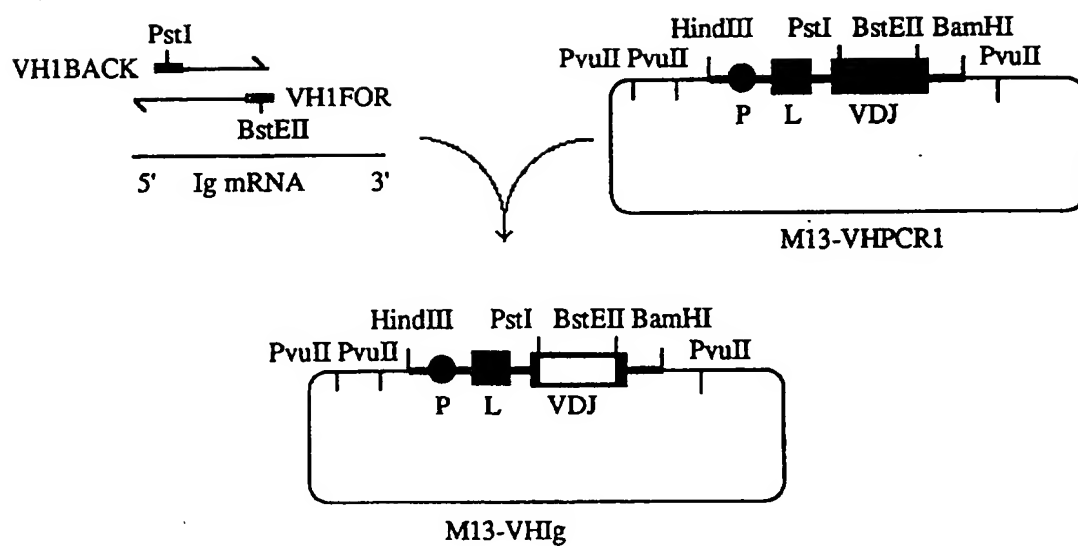 PstI
VH1BACK
VH1FOR
BstEII
5' Ig mRNA 3'
HindIII PstI BstEII BamHI
PvuII PvuII PvuII
P L VDJ
M13-VHPCR1
HindIII PstI BstEII BamHI
PvuII PvuII PvuII
P L VDJ
M13-VHIg